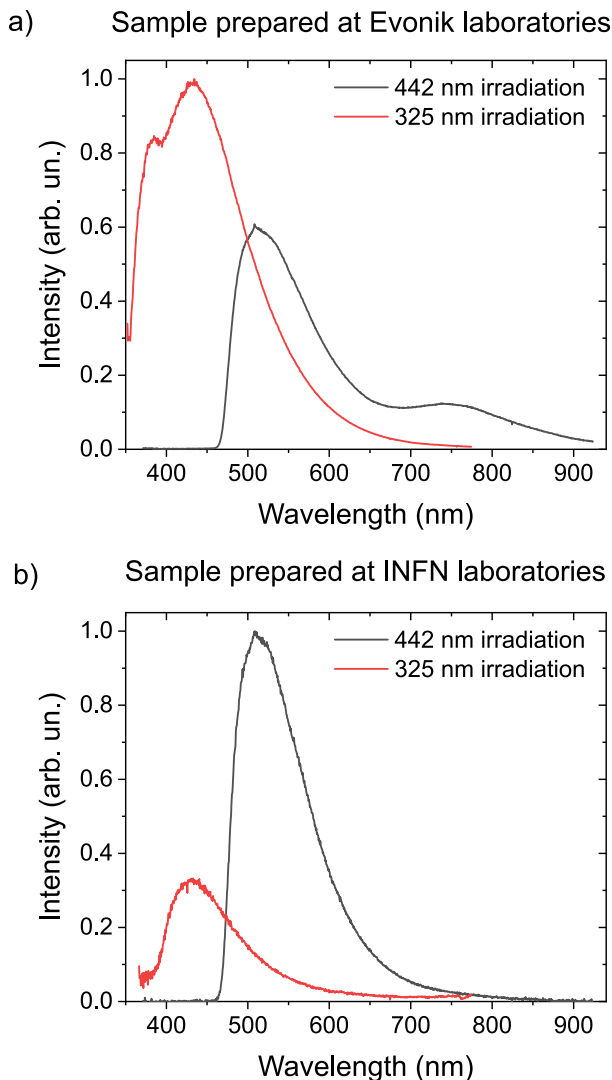 a)
Sample prepared at Evonik laboratories
442 nm irradiation
325 nm irradiation
Intensity (arb. un.)
1.0
0.8
0.6
0.4
0.2
0.0
400 500 600 700 800 900
Wavelength (nm)
b)
Sample prepared at INFN laboratories
442 nm irradiation
325 nm irradiation
Intensity (arb. un.)
1.0
0.8
0.6
0.4
0.2
0.0
400 500 600 700 800 900
Wavelength (nm)